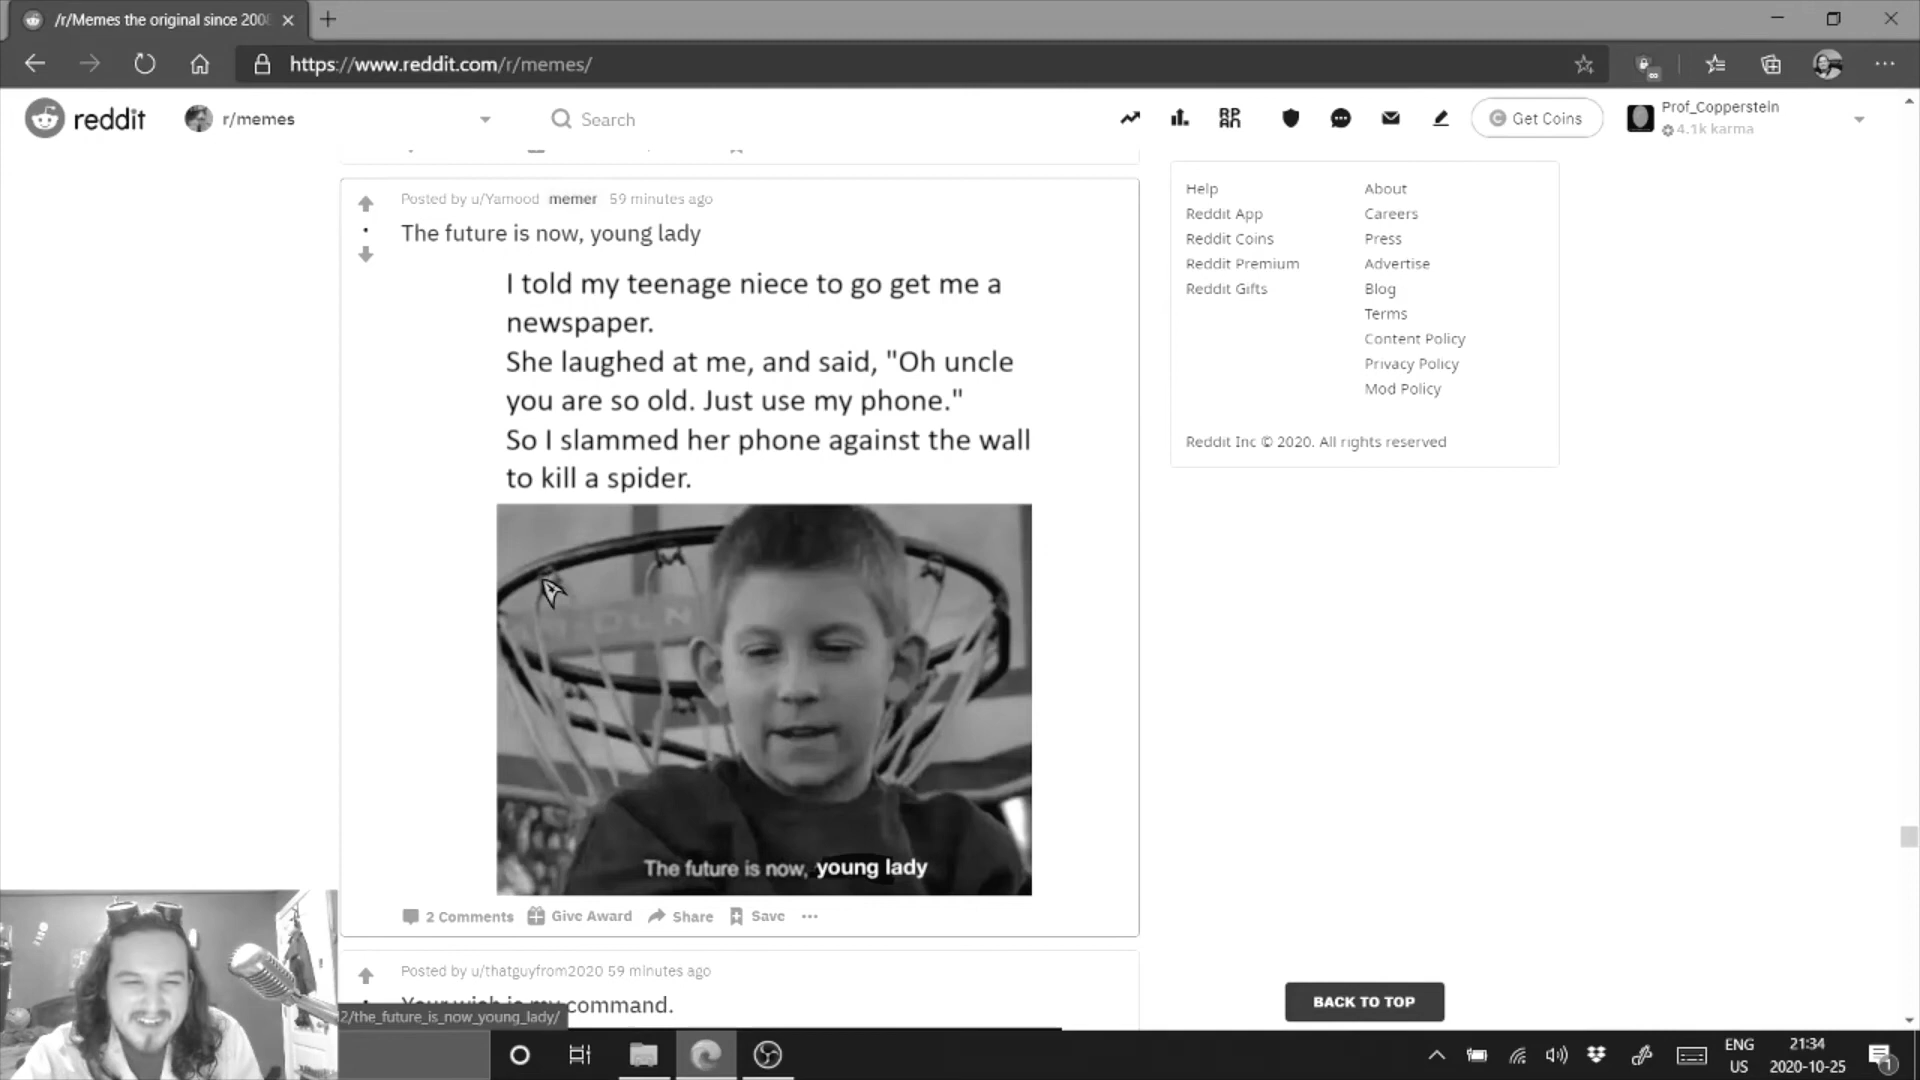 /r/Memes the original since 2008
https://www.reddit.com/r/memes/
reddit
r/memes
Search
Get Coins
Prof_Copperstein
4.1k karma
Posted by u/Yamood memer 59 minutes ago
The future is now, young lady
I told my teenage niece to go get me a
newspaper.
She laughed at me, and said, "Oh uncle
you are so old. Just use my phone."
So I slammed her phone against the wall
to kill a spider.
The future is now, young lady
2 Comments Give Award Share Save
Posted by u/thatguyfrom2020 59 minutes ago
Your wish is my command.
2/the_future_is_now_young_lady/
Help About
Reddit App Careers
Reddit Coins Press
Reddit Premium Advertise
Reddit Gifts Blog
Terms
Content Policy
Privacy Policy
Mod Policy
Reddit Inc © 2020. All rights reserved
BACK TO TOP
ENG
US
21:34
2020-10-25
1